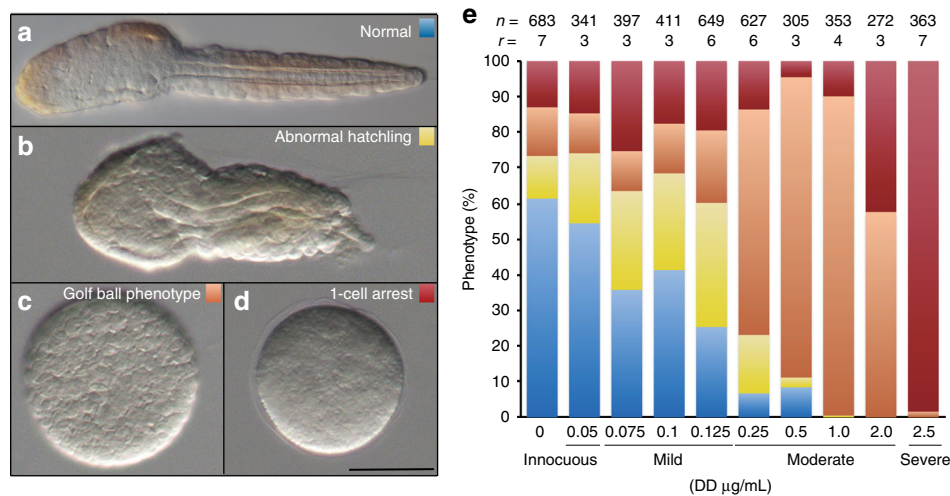 a
Normal
b
Abnormal hatchling
c
Golf ball phenotype
d
1-cell arrest
e
n = 683 341 397 411 649 627 305 353 272 363
r = 7 3 3 3 6 6 3 4 3 7
Phenotype (%)
100
90
80
70
60
50
40
30
20
10
0
0 0.05 0.075 0.1 0.125 0.25 0.5 1.0 2.0 2.5
Innocuous Mild Moderate Severe
(DD μg/mL)